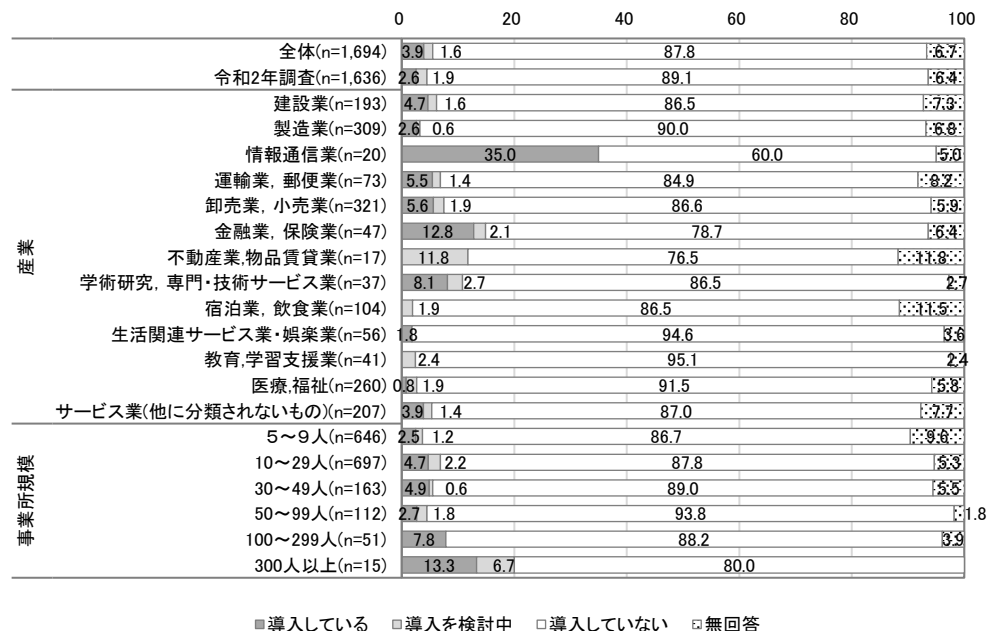 0 20 40 60 80 100
全体(n=1,694) 3.9 1.6 87.8 6.7
令和2年調査(n=1,636) 2.6 1.9 89.1 6.4
産業
建設業(n=193) 4.7 1.6 86.5 7.3
製造業(n=309) 2.6 0.6 90.0 6.8
情報通信業(n=20) 35.0 60.0 5.0
運輸業,郵便業(n=73) 5.5 1.4 84.9 8.2
卸売業,小売業(n=321) 5.6 1.9 86.6 5.9
金融業,保険業(n=47) 12.8 2.1 78.7 6.4
不動産業,物品賃貸業(n=17) 11.8 76.5 11.8
学術研究,専門・技術サービス業(n=37) 8.1 2.7 86.5 2.7
宿泊業,飲食業(n=104) 1.9 86.5 11.5
生活関連サービス業・娯楽業(n=56) 1.8 94.6 3.6
教育,学習支援業(n=41) 2.4 95.1 2.4
医療,福祉(n=260) 0.8 1.9 91.5 5.8
サービス業(他に分類されないもの)(n=207) 3.9 1.4 87.0 7.7
事業所規模
5~9人(n=646) 2.5 1.2 86.7 9.6
10~29人(n=697) 4.7 2.2 87.8 5.3
30~49人(n=163) 4.9 0.6 89.0 5.5
50~99人(n=112) 2.7 1.8 93.8 1.8
100~299人(n=51) 7.8 88.2 3.9
300人以上(n=15) 13.3 6.7 80.0
導入している 導入を検討中 導入していない 無回答